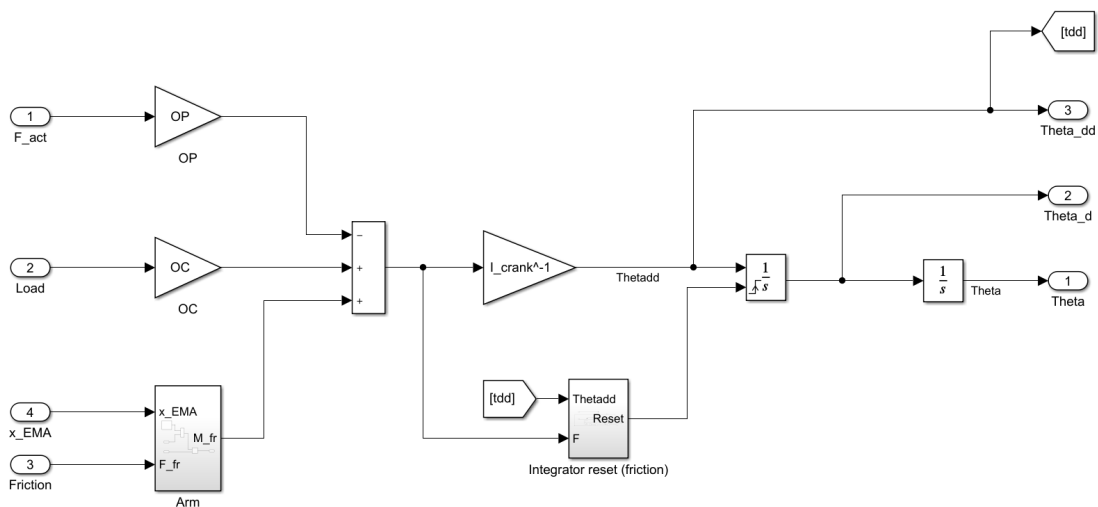 [tdd]
1
F_act
OP
OP
3
Theta_dd
2
Theta_d
−
2
Load
OC
OC
+
+
I_crank^-1
Thetadd
1
s
1
s
Theta
1
Theta
4
x_EMA
x_EMA
M_fr
F_fr
3
Friction
Arm
[tdd]
Thetadd
Reset
F
Integrator reset (friction)